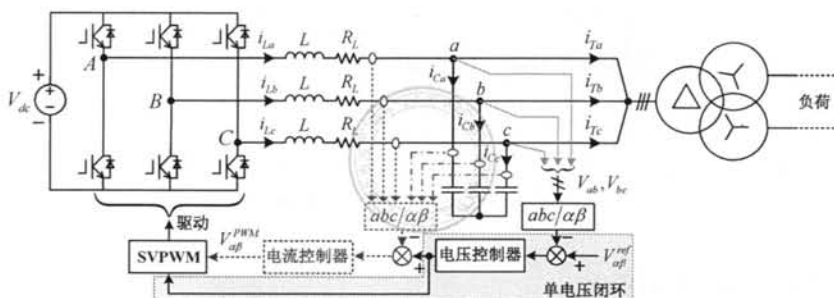 A
B
C
V_dc
i_La
L
R_L
i_Lb
L
R_L
i_Lc
L
R_L
a
b
c
i_Ca
i_Cb
i_Cc
i_Ta
i_Tb
i_Tc
负荷
V_ab, V_bc
abc/αβ
abc/αβ
驱动
SVPWM
V_αβ^PWM
电流控制器
电压控制器
V_αβ^ref
单电压闭环